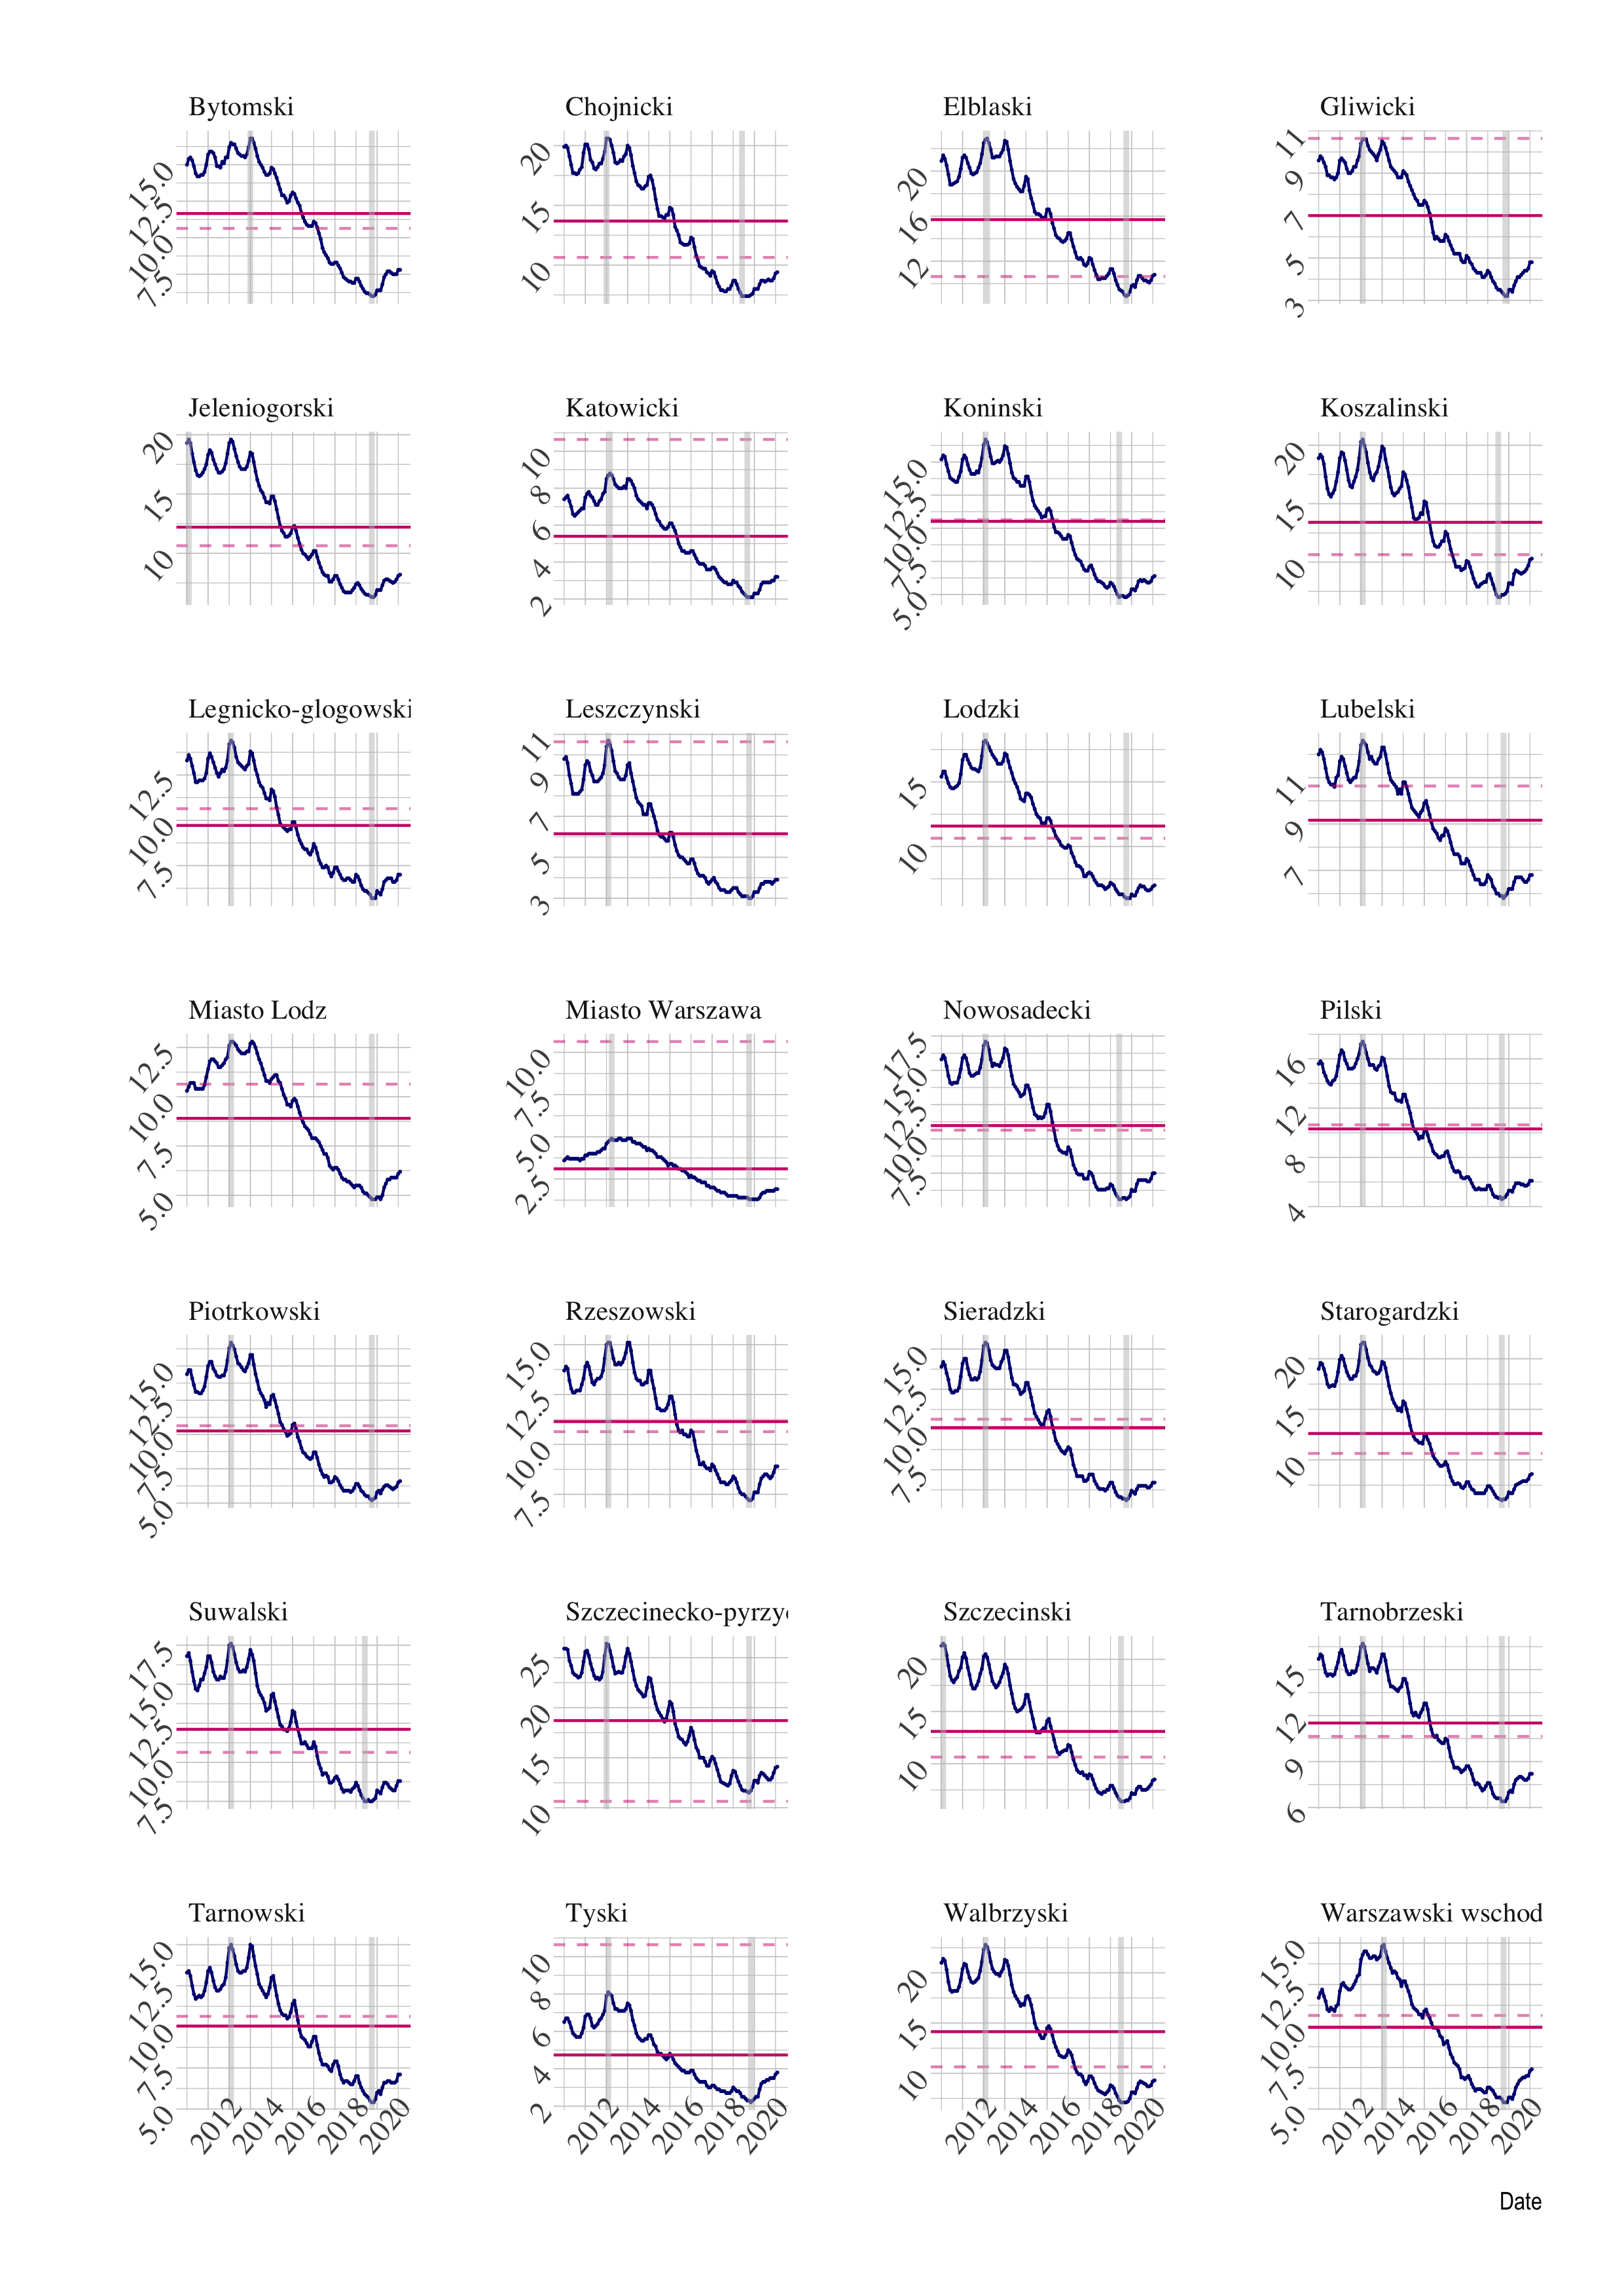 Bytomski Chojnicki Elblaski Gliwicki
15.0 12.5 10.0 7.5
20 15 10
20 16 12
11 9 7 5 3
Jeleniogorski Katowicki Koninski Koszalinski
20 15 10
10 8 6 4 2
15.0 12.5 10.0 7.5 5.0
20 15 10
Legnicko-glogowski Leszczynski Lodzki Lubelski
12.5 10.0 7.5
11 9 7 5 3
15 10
11 9 7
Miasto Lodz Miasto Warszawa Nowosadecki Pilski
12.5 10.0 7.5 5.0
10.0 7.5 5.0 2.5
17.5 15.0 12.5 10.0 7.5
16 12 8 4
Piotrkowski Rzeszowski Sieradzki Starogardzki
15.0 12.5 10.0 7.5 5.0
15.0 12.5 10.0 7.5
15.0 12.5 10.0 7.5
20 15 10
Suwalski Szczecinecko-pyrzyc Szczecinski Tarnobrzeski
17.5 15.0 12.5 10.0 7.5
25 20 15 10
20 15 10
15 12 9 6
Tarnowski Tyski Walbrzyski Warszawski wschod
15.0 12.5 10.0 7.5 5.0
10 8 6 4 2
20 15 10
15.0 12.5 10.0 7.5 5.0
2012 2014 2016 2018 2020
2012 2014 2016 2018 2020
2012 2014 2016 2018 2020
2012 2014 2016 2018 2020
Date